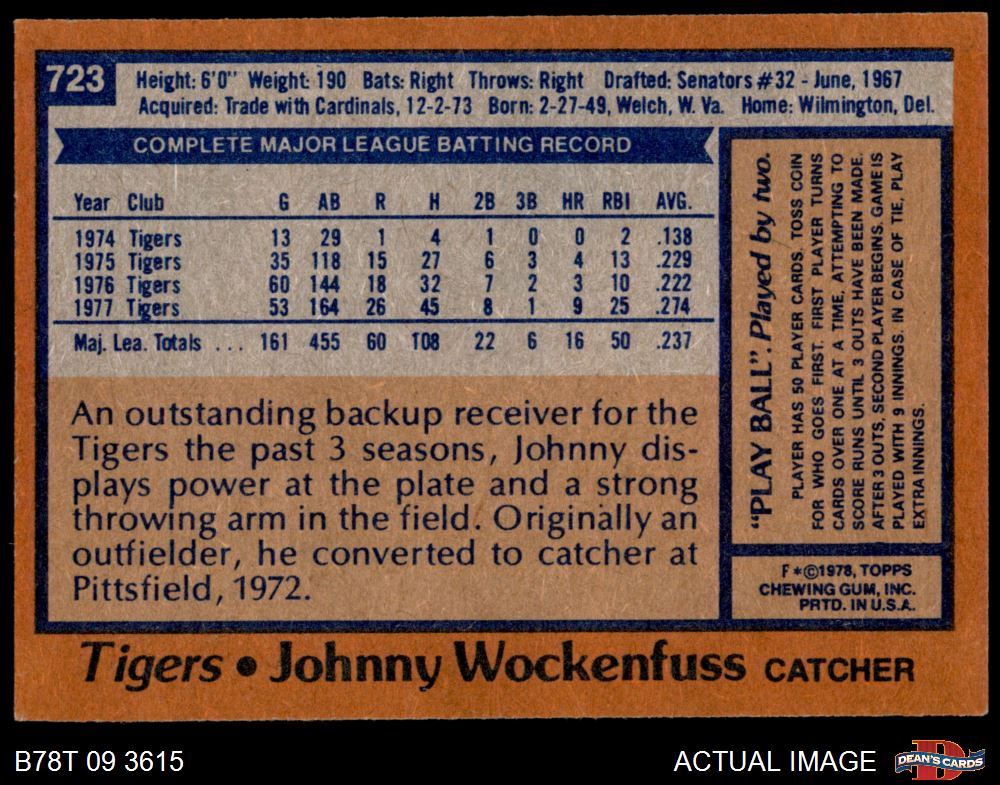 723
Height: 6'0" Weight: 190 Bats: Right Throws: Right Drafted: Senators #32 - June, 1967
Acquired: Trade with Cardinals, 12-2-73 Born: 2-27-49, Welch, W. Va. Home: Wilmington, Del.
COMPLETE MAJOR LEAGUE BATTING RECORD
Year Club G AB R H 2B 3B HR RBI AVG.
1974 Tigers 13 29 1 4 1 0 0 2 .138
1975 Tigers 35 118 15 27 6 3 4 13 .229
1976 Tigers 60 144 18 32 7 2 3 10 .222
1977 Tigers 53 164 26 45 8 1 9 25 .274
Maj. Lea. Totals ... 161 455 60 108 22 6 16 50 .237
An outstanding backup receiver for the
Tigers the past 3 seasons, Johnny dis-
plays power at the plate and a strong
throwing arm in the field. Originally an
outfielder, he converted to catcher at
Pittsfield, 1972.
"PLAY BALL". Played by two.
PLAYER HAS 50 PLAYER CARDS. TOSS COIN
FOR WHO GOES FIRST. FIRST PLAYER TURNS
CARDS OVER ONE AT A TIME, ATTEMPTING TO
SCORE RUNS UNTIL 3 OUTS HAVE BEEN MADE.
AFTER 3 OUTS, SECOND PLAYER BEGINS. GAME IS
PLAYED WITH 9 INNINGS. IN CASE OF TIE, PLAY
EXTRA INNINGS.
F*©1978, TOPPS
CHEWING GUM, INC.
PRTD. IN U.S.A.
Tigers • Johnny Wockenfuss CATCHER
B78T 09 3615
ACTUAL IMAGE
D
DEAN'S CARDS